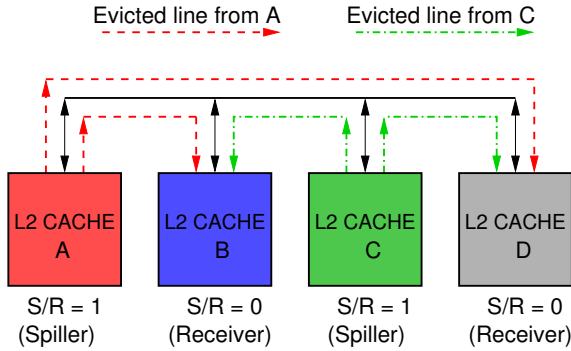 Evicted line from A
Evicted line from C
L2 CACHE
A
L2 CACHE
B
L2 CACHE
C
L2 CACHE
D
S/R = 1
(Spiller)
S/R = 0
(Receiver)
S/R = 1
(Spiller)
S/R = 0
(Receiver)